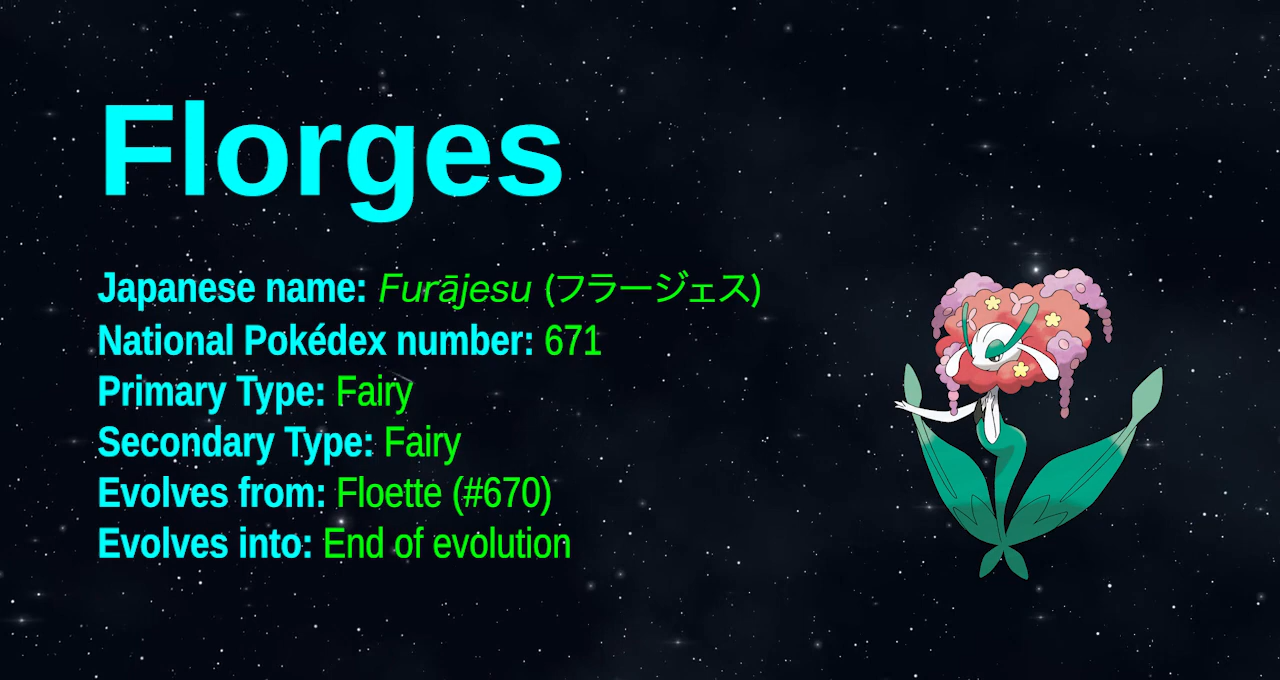 Florges
Japanese name: Furājesu (フラージェス)
National Pokédex number: 671
Primary Type: Fairy
Secondary Type: Fairy
Evolves from: Floette (#670)
Evolves into: End of evolution